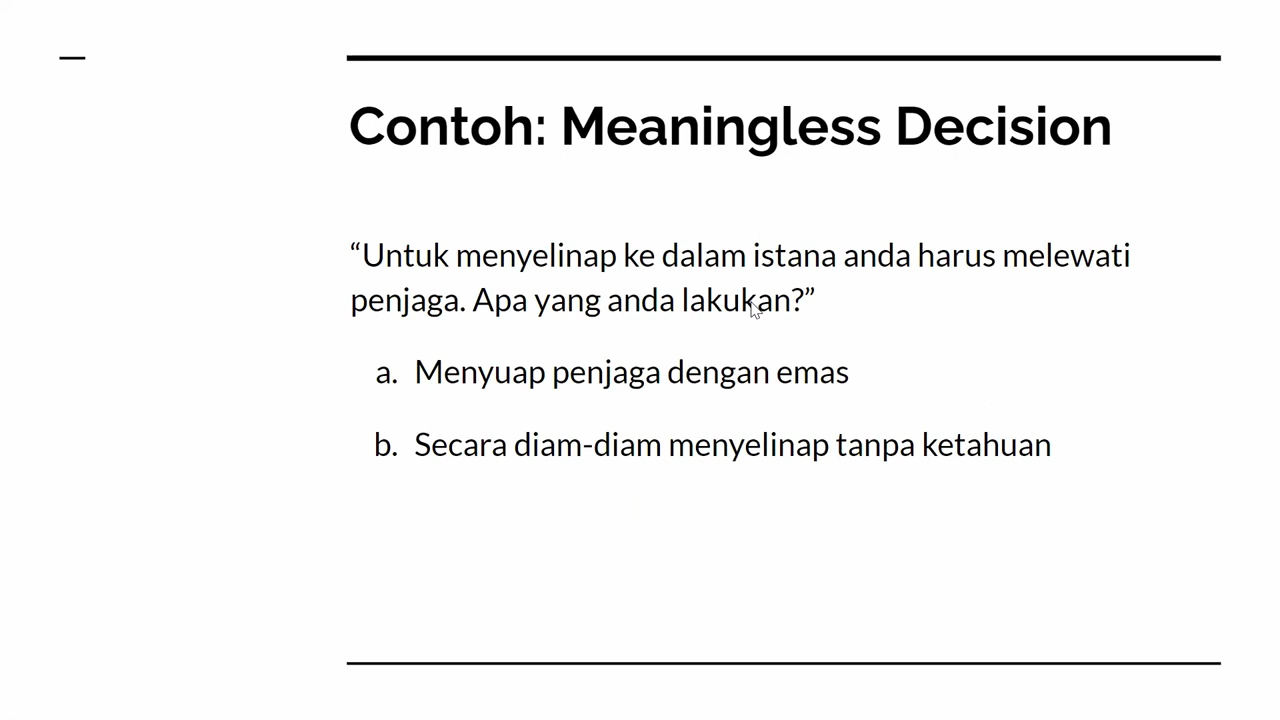 Contoh: Meaningless Decision
“Untuk menyelinap ke dalam istana anda harus melewati
penjaga. Apa yang anda lakukan?”
a. Menyuap penjaga dengan emas
b. Secara diam-diam menyelinap tanpa ketahuan